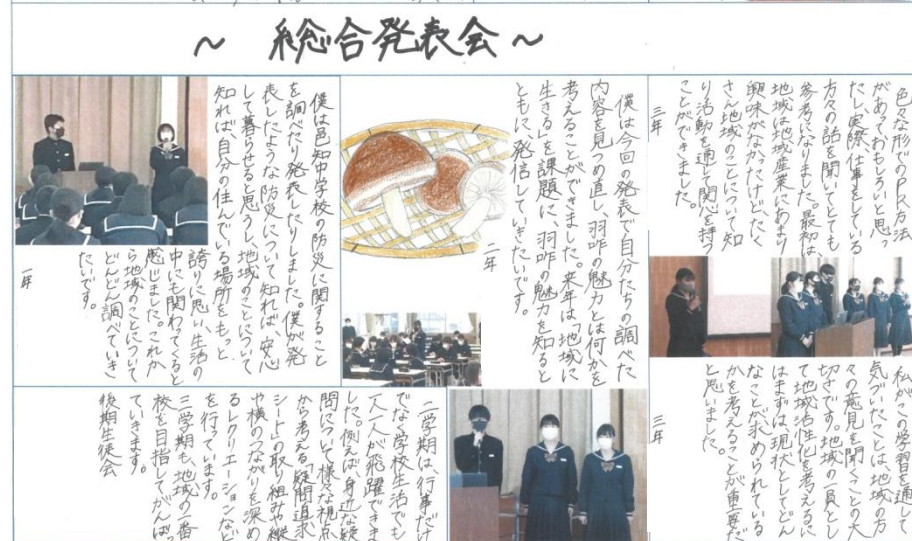 ～ 総合発表会 ～
色々な形でのPR方法
があっておもしろいと思っ
たし、実際仕事をしている
方々の話を聞いてとても
参考になりました。最初は、
地域は地域産業にあまり
興味がなかったけど、たく
さん地域のことについて知
り活動を通して関心を持つ
ことができました。
三年
私がこの学習を通して
気づいたことは、地域の方
々の意見を聞くことの大
切さです。地域の一員とし
て地域活性化を考えるに
はまずは、現状としてどん
なことが求められている
かを考えることが重要だ
と思いました。
三年
僕は今回の発表で自分たちの調べた
内容を見つめ直し、羽咋の魅力とは何かを
考えることができました。来年は「地域に
生きる」を課題に、羽咋の魅力を知ると
ともに、発信していきたいです。
二年
僕は邑知中学校の防災に関すること
を調べたり発表したりしました。僕が発
表したような防災について知れば、安心
して暮らせると思うし、地域のことについて
知れば、自分の住んでいる場所をもっと
誇りに思い、生活の
中にも関わってくると
感じました。これか
ら地域のことについて
どんどん調べていき
たいです。
一年
二学期は、行事だけ
でなく学校生活でも
一人一人が飛躍できま
した。例えば身近な疑
問について様々な視点
から考える「疑問追求
シート」の取り組みや縦
や横のつながりを深め
るレクリエーションなど
を行っています。
三学期も、地域の一番
校を目指してがんばっ
ていきます。
後期生徒会